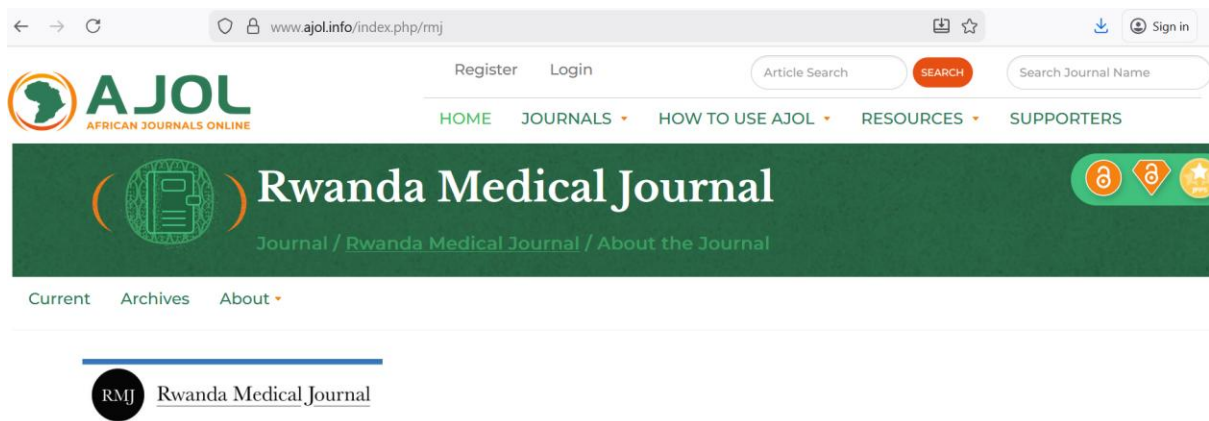 www.ajol.info/index.php/rmj
Sign in
Register Login Article Search SEARCH Search Journal Name
AJOL
AFRICAN JOURNALS ONLINE
HOME JOURNALS HOW TO USE AJOL RESOURCES SUPPORTERS
Rwanda Medical Journal
Journal / Rwanda Medical Journal / About the Journal
Current Archives About
RMJ Rwanda Medical Journal